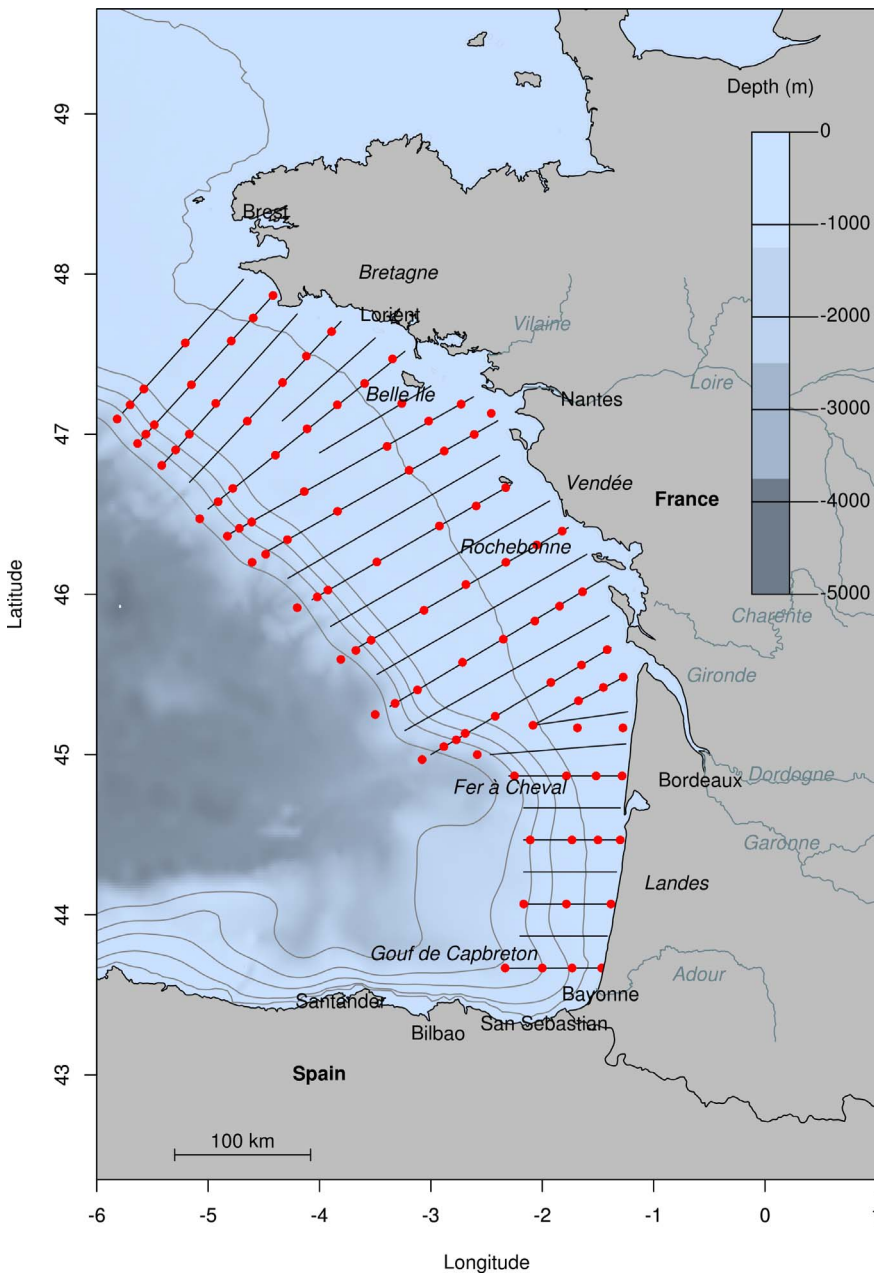 Depth (m)
0
-1000
-2000
-3000
-4000
-5000
49
48
47
46
45
44
43
Latitude
Brest
Bretagne
Lorient
Vilaine
Loire
Belle Ile
Nantes
Vendée
France
Rochebonne
Charente
Gironde
Fer à Cheval
Bordeaux
Dordogne
Garonne
Landes
Gouf de Capbreton
Adour
Bayonne
Santander
San Sebastian
Bilbao
Spain
100 km
-6
-5
-4
-3
-2
-1
0
1
Longitude